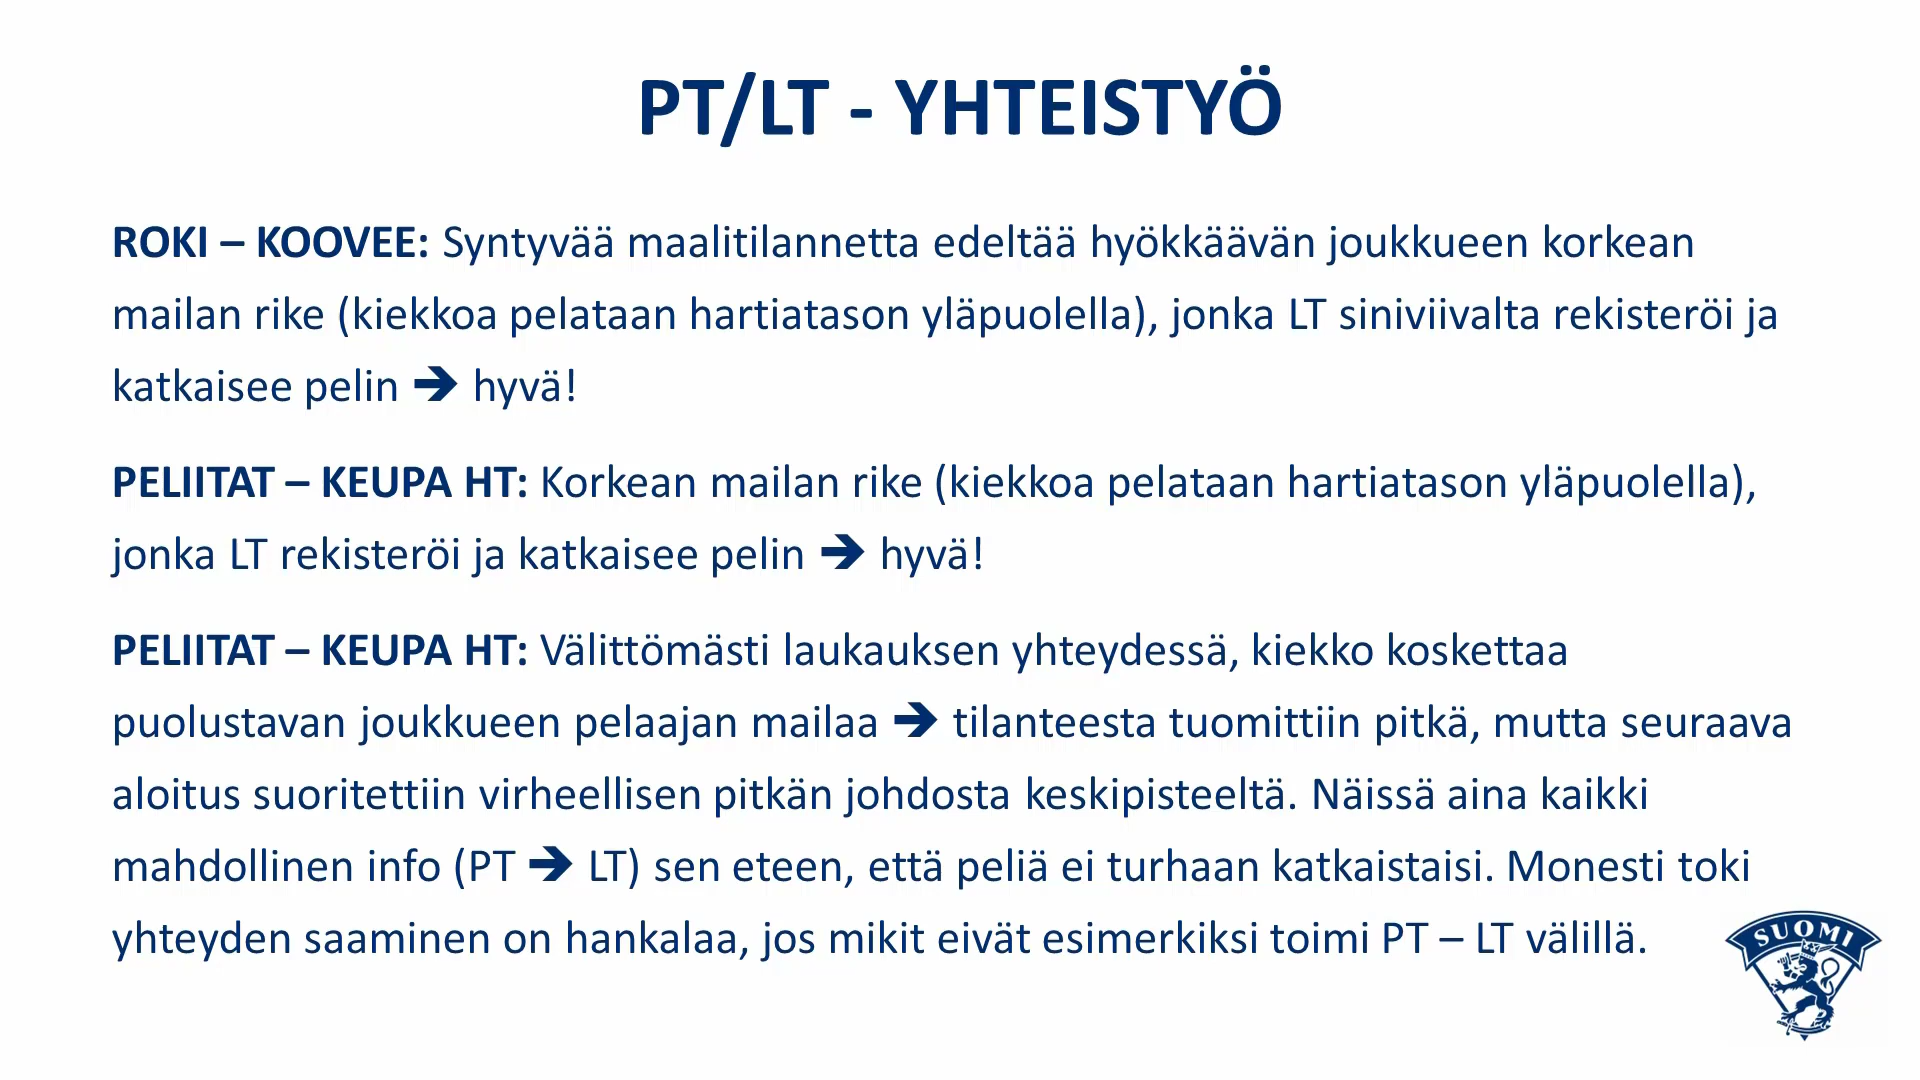 PT/LT - YHTEISTYÖ
ROKI – KOOVEE: Syntyvää maalitilannetta edeltää hyökkäävän joukkueen korkean
mailan rike (kiekkoa pelataan hartiatason yläpuolella), jonka LT siniviivalta rekisteröi ja
katkaisee pelin ➔ hyvä!
PELIITAT – KEUPA HT: Korkean mailan rike (kiekkoa pelataan hartiatason yläpuolella),
jonka LT rekisteröi ja katkaisee pelin ➔ hyvä!
PELIITAT – KEUPA HT: Välittömästi laukauksen yhteydessä, kiekko koskettaa
puolustavan joukkueen pelaajan mailaa ➔ tilanteesta tuomittiin pitkä, mutta seuraava
aloitus suoritettiin virheellisen pitkän johdosta keskipisteeltä. Näissä aina kaikki
mahdollinen info (PT ➔ LT) sen eteen, että peliä ei turhaan katkaistaisi. Monesti toki
yhteyden saaminen on hankalaa, jos mikit eivät esimerkiksi toimi PT – LT välillä.
SUOMI